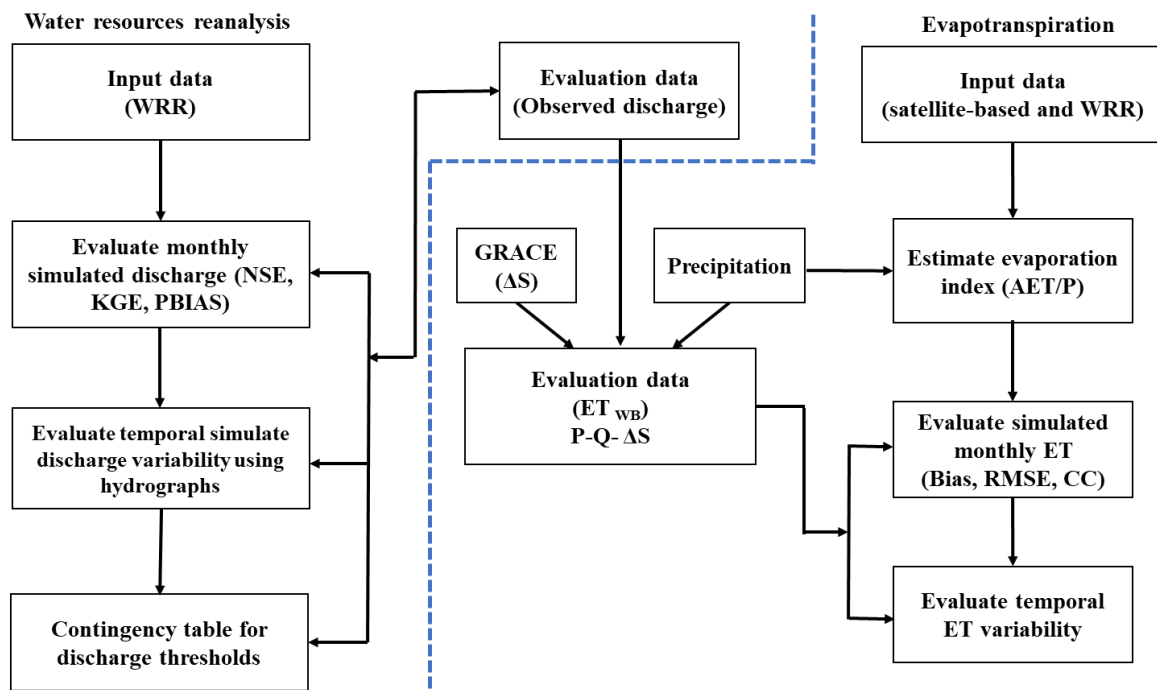 Water resources reanalysis
Input data
(WRR)
Evaluate monthly
simulated discharge (NSE,
KGE, PBIAS)
Evaluate temporal simulate
discharge variability using
hydrographs
Contingency table for
discharge thresholds
Evaluation data
(Observed discharge)
GRACE
(ΔS)
Precipitation
Evaluation data
(ET WB)
P-Q- ΔS
Evapotranspiration
Input data
(satellite-based and WRR)
Estimate evaporation
index (AET/P)
Evaluate simulated
monthly ET
(Bias, RMSE, CC)
Evaluate temporal
ET variability